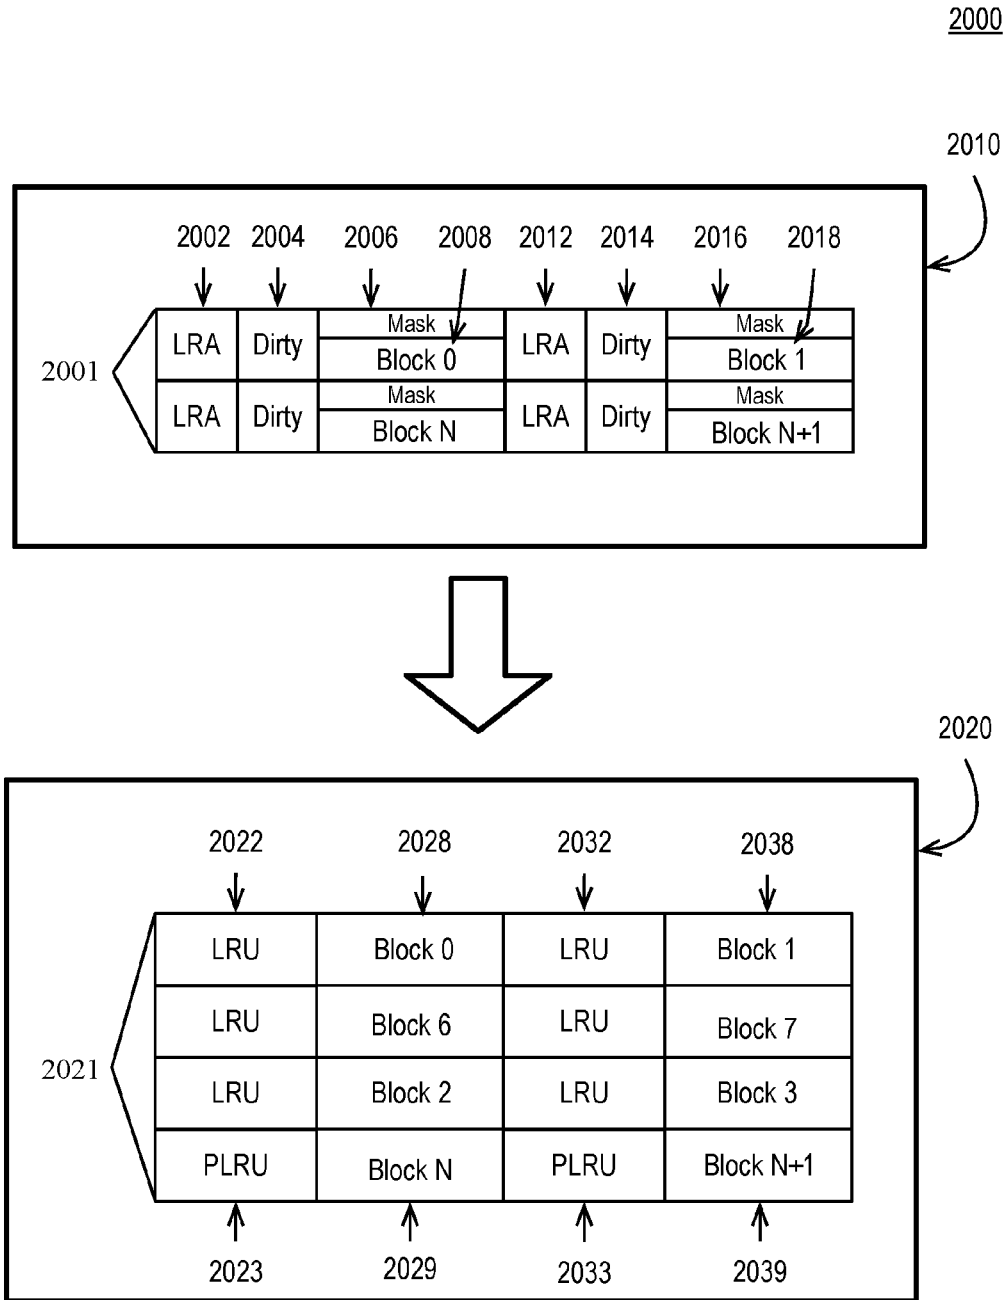 2000
2010
2002 2004 2006 2008 2012 2014 2016 2018
Mask Mask
LRA Dirty Block 0 LRA Dirty Block 1
2001
Mask Mask
LRA Dirty Block N LRA Dirty Block N+1
2020
2022 2028 2032 2038
LRU Block 0 LRU Block 1
LRU Block 6 LRU Block 7
2021
LRU Block 2 LRU Block 3
PLRU Block N PLRU Block N+1
2023 2029 2033 2039